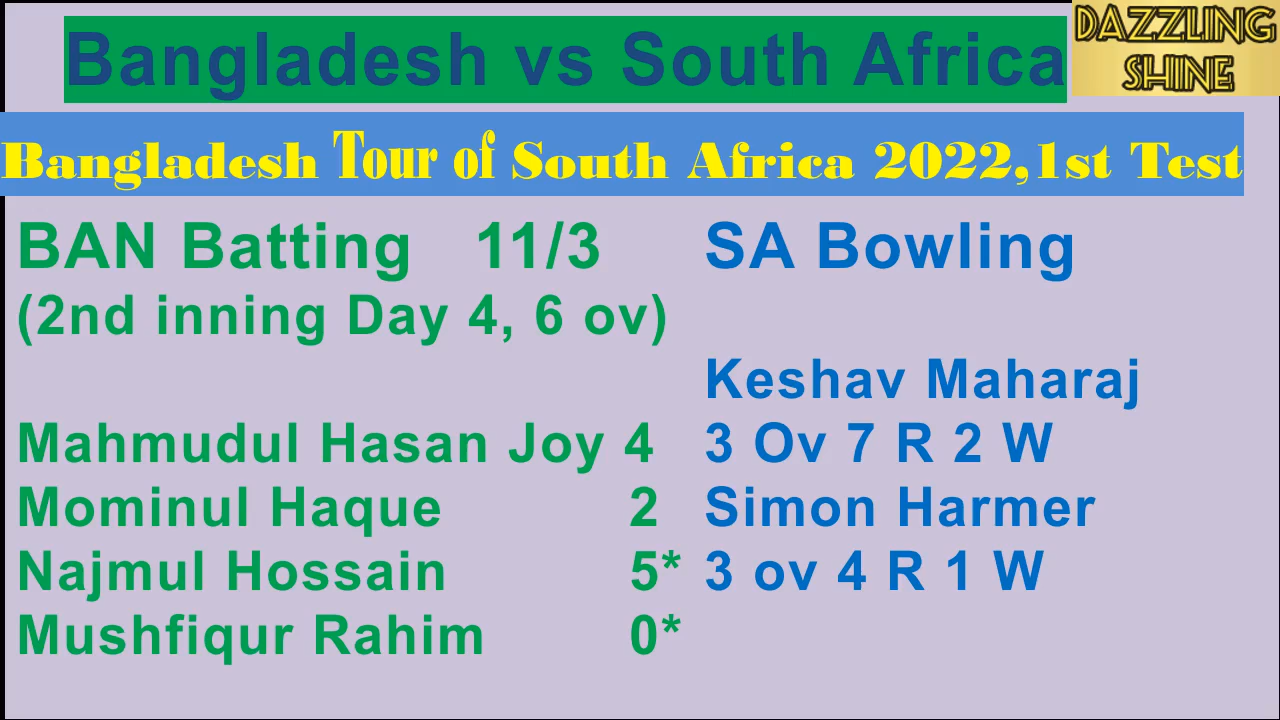 Bangladesh vs South Africa
DAZZLING
SHINE
Bangladesh Tour of South Africa 2022,1st Test
BAN Batting 11/3
(2nd inning Day 4, 6 ov)
Mahmudul Hasan Joy 4
Mominul Haque 2
Najmul Hossain 5*
Mushfiqur Rahim 0*
SA Bowling
Keshav Maharaj
3 Ov 7 R 2 W
Simon Harmer
3 ov 4 R 1 W